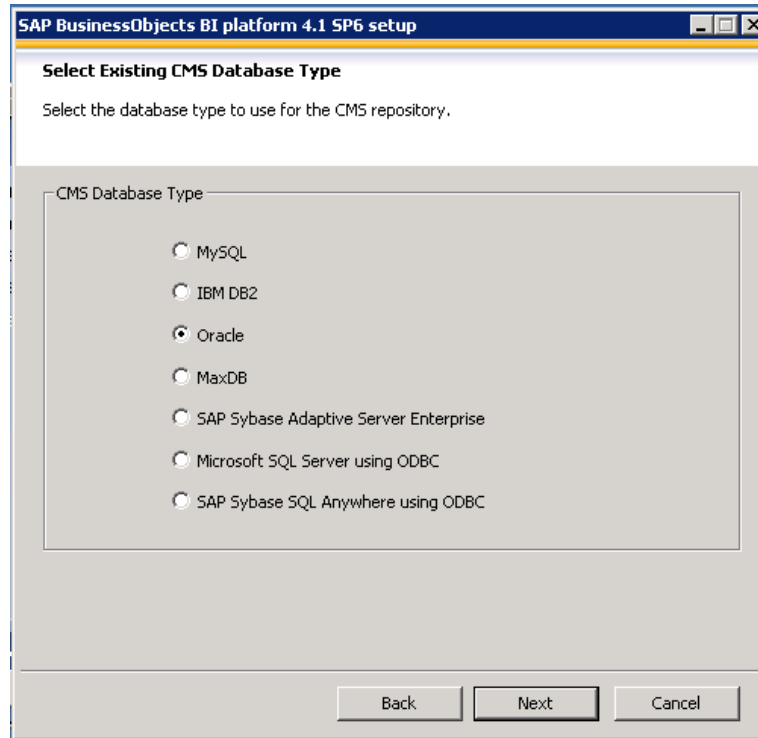 SAP BusinessObjects BI platform 4.1 SP6 setup
Select Existing CMS Database Type
Select the database type to use for the CMS repository.
CMS Database Type
MySQL
IBM DB2
Oracle
MaxDB
SAP Sybase Adaptive Server Enterprise
Microsoft SQL Server using ODBC
SAP Sybase SQL Anywhere using ODBC
Back
Next
Cancel